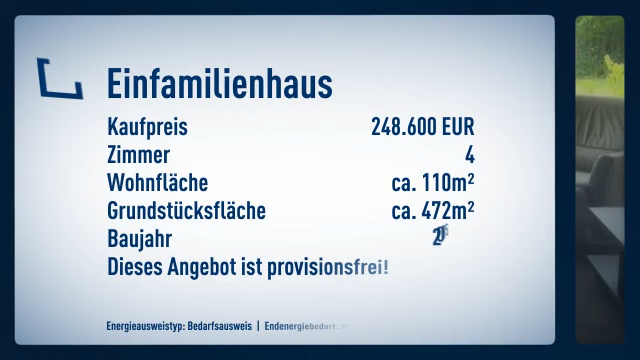 Einfamilienhaus
Kaufpreis 248.600 EUR
Zimmer 4
Wohnfläche ca. 110m²
Grundstücksfläche ca. 472m²
Baujahr
Dieses Angebot ist provisionsfrei!
Energieausweistyp: Bedarfsausweis | Endenergiebedarf: